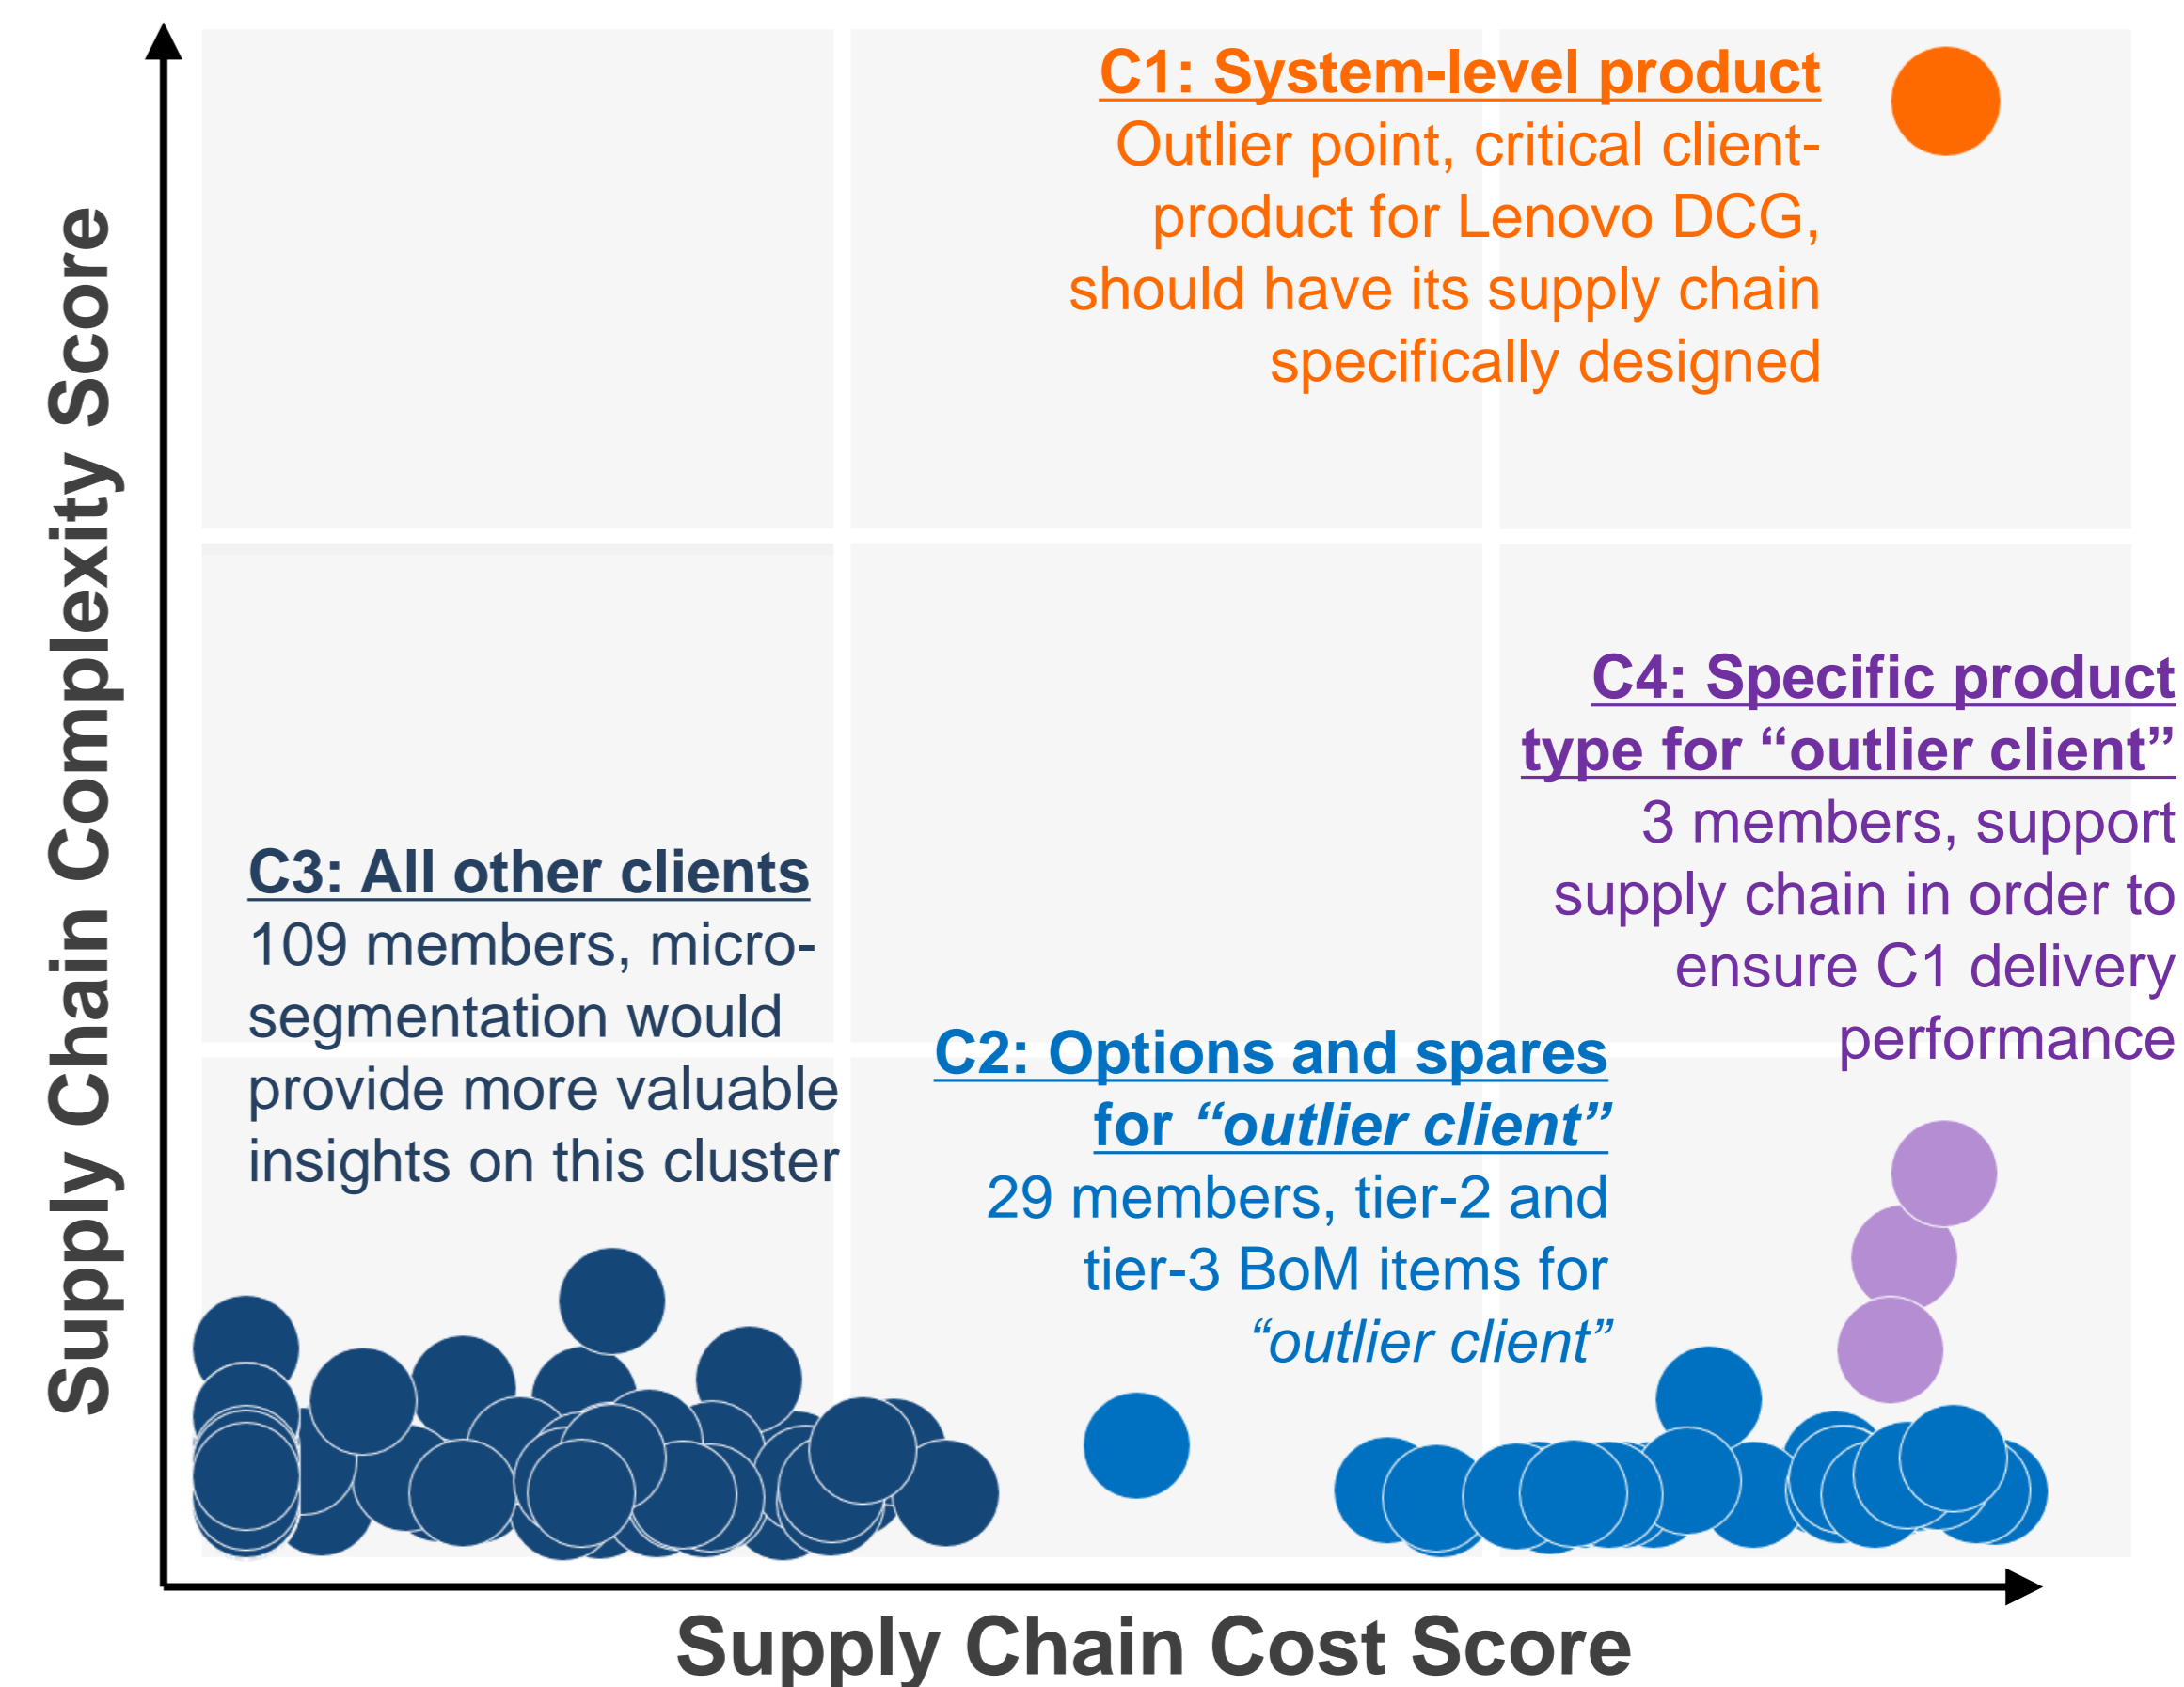 Supply Chain Complexity Score
C1: System-level product
Outlier point, critical client-
product for Lenovo DCG,
should have its supply chain
specifically designed
C4: Specific product
type for “outlier client”
3 members, support
supply chain in order to
ensure C1 delivery
performance
C3: All other clients
109 members, micro-
segmentation would
provide more valuable
insights on this cluster
C2: Options and spares
for “outlier client”
29 members, tier-2 and
tier-3 BoM items for
“outlier client”
Supply Chain Cost Score